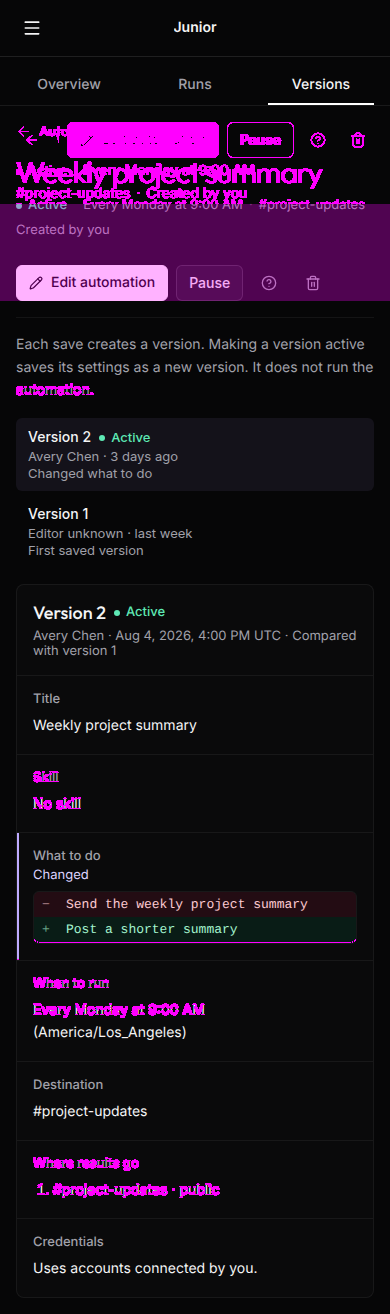 Junior
Overview Runs Versions
Pause
Weekly project summary
#project-updates · Created by you
Active Every Monday at 9:00 AM #project-updates
Created by you
Edit automation Pause
Each save creates a version. Making a version active
saves its settings as a new version. It does not run the
automation.
Version 2 Active
Avery Chen · 3 days ago
Changed what to do
Version 1
Editor unknown · last week
First saved version
Version 2 Active
Avery Chen · Aug 4, 2026, 4:00 PM UTC · Compared
with version 1
Title
Weekly project summary
Skill
No skill
What to do
Changed
− Send the weekly project summary
+ Post a shorter summary
When to run
Every Monday at 9:00 AM
(America/Los_Angeles)
Destination
#project-updates
Where results go
1. #project-updates · public
Credentials
Uses accounts connected by you.